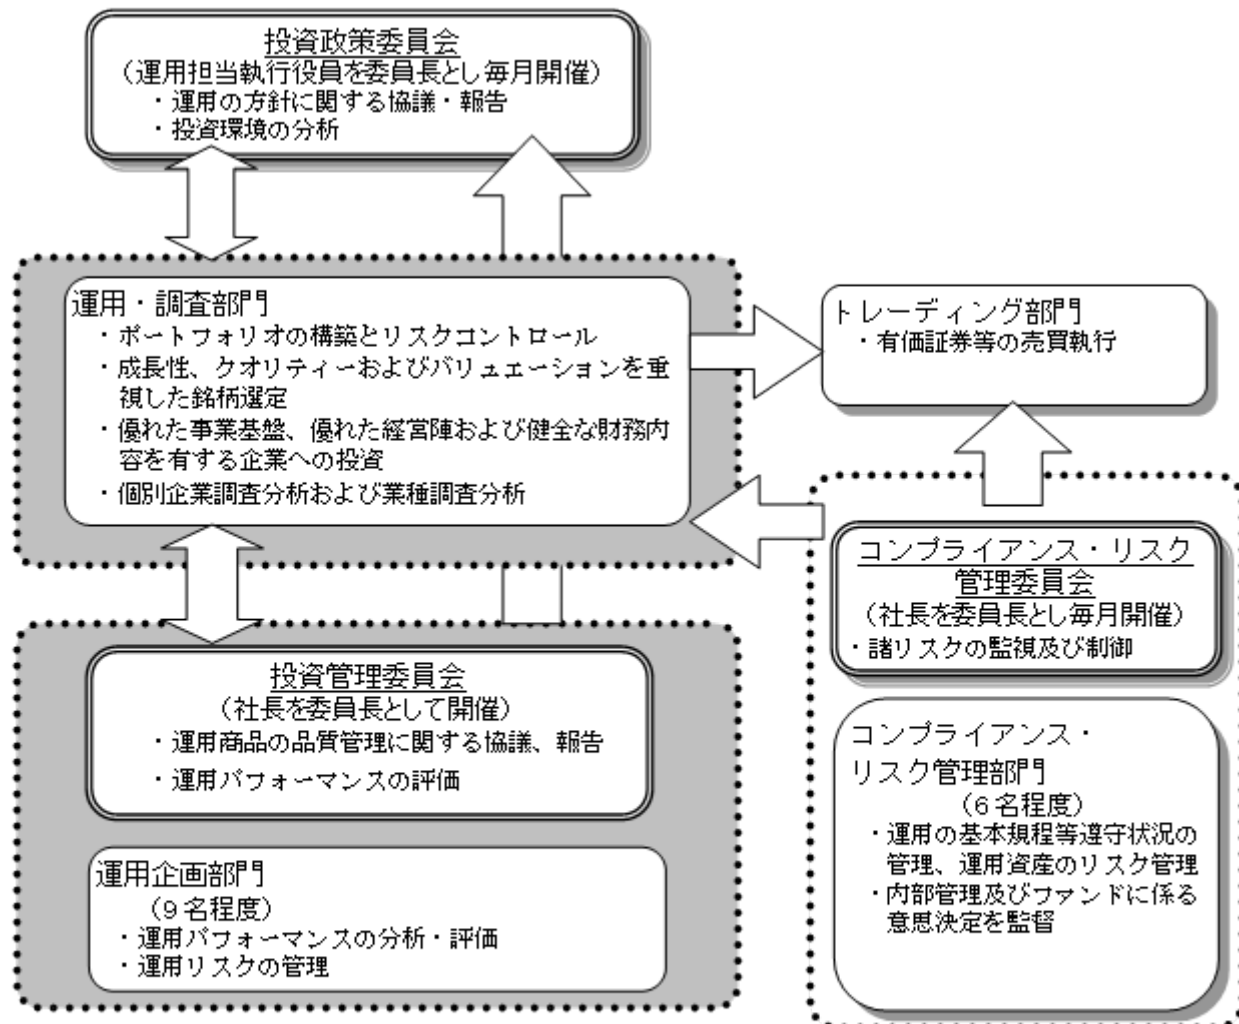 投資政策委員会
（運用担当執行役員を委員長とし毎月開催）
・運用の方針に関する協議・報告
・投資環境の分析
運用・調査部門
・ポートフォリオの構築とリスクコントロール
・成長性、クオリティーおよびバリュエーションを重
視した銘柄選定
・優れた事業基盤、優れた経営陣および健全な財務内
容を有する企業への投資
・個別企業調査分析および業種調査分析
トレーディング部門
・有価証券等の売買執行
コンプライアンス・リスク
管理委員会
（社長を委員長とし毎月開催）
・諸リスクの監視及び制御
投資管理委員会
（社長を委員長として開催）
・運用商品の品質管理に関する協議、報告
・運用パフォーマンスの評価
コンプライアンス・
リスク管理部門
（6名程度）
・運用の基本規程等遵守状況の
管理、運用資産のリスク管理
・内部管理及びファンドに係る
意思決定を監督
運用企画部門
（9名程度）
・運用パフォーマンスの分析・評価
・運用リスクの管理